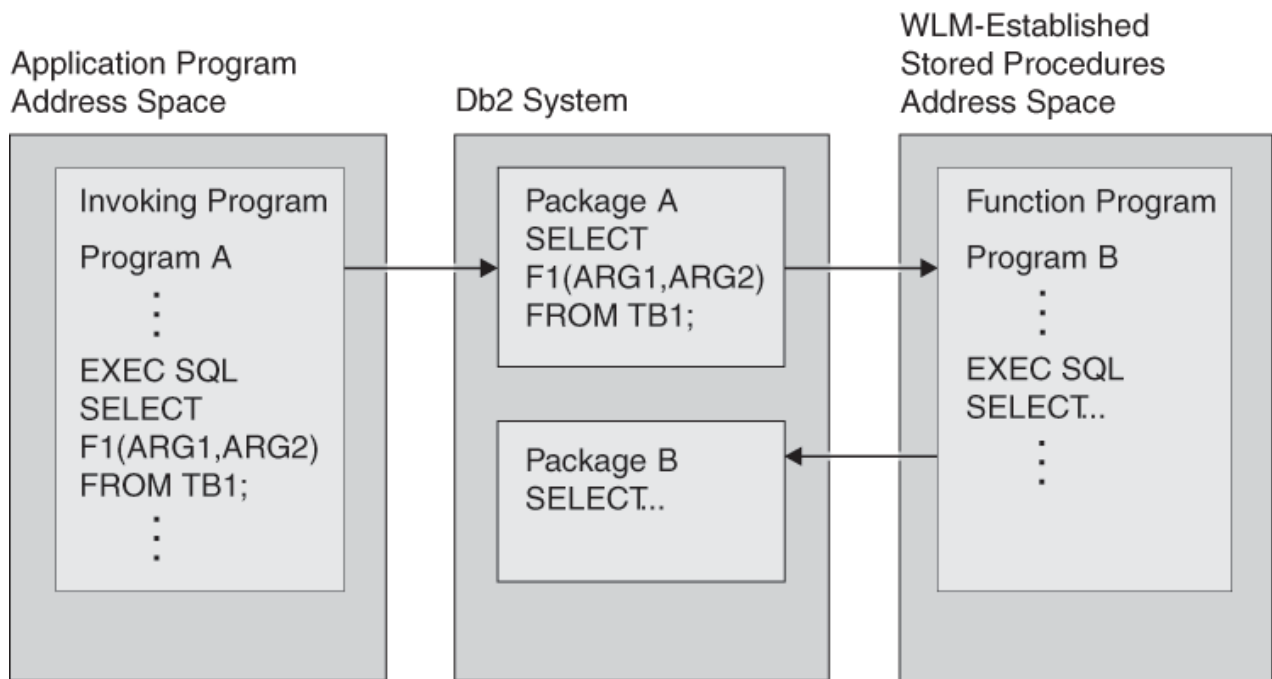 Application Program
Address Space
Invoking Program
Program A
.
.
.
EXEC SQL
SELECT
F1(ARG1,ARG2)
FROM TB1;
.
.
.
Db2 System
Package A
SELECT
F1(ARG1,ARG2)
FROM TB1;
Package B
SELECT...
WLM-Established
Stored Procedures
Address Space
Function Program
Program B
.
.
.
EXEC SQL
SELECT...
.
.
.